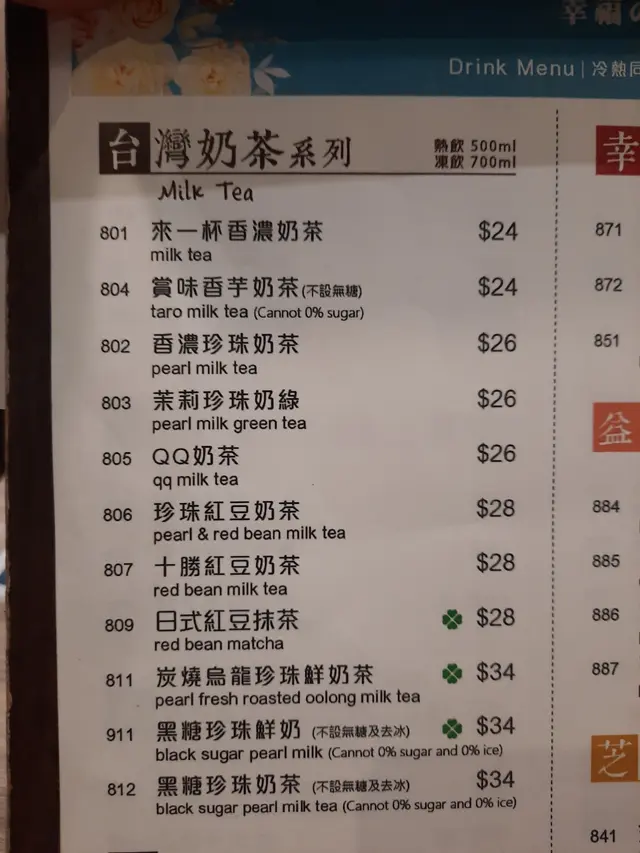 幸福の
Drink Menu | 冷熱同
台灣奶茶系列
熱飲 500ml
凍飲 700ml
Milk Tea
801 來一杯香濃奶茶 $24
milk tea
804 賞味香芋奶茶(不設無糖) $24
taro milk tea (Cannot 0% sugar)
802 香濃珍珠奶茶 $26
pearl milk tea
803 茉莉珍珠奶綠 $26
pearl milk green tea
805 QQ奶茶 $26
qq milk tea
806 珍珠紅豆奶茶 $28
pearl & red bean milk tea
807 十勝紅豆奶茶 $28
red bean milk tea
809 日式紅豆抹茶 $28
red bean matcha
811 炭燒烏龍珍珠鮮奶茶 $34
pearl fresh roasted oolong milk tea
911 黑糖珍珠鮮奶 (不設無糖及去冰) $34
black sugar pearl milk (Cannot 0% sugar and 0% ice)
812 黑糖珍珠奶茶 (不設無糖及去冰) $34
black sugar pearl milk tea (Cannot 0% sugar and 0% ice)
幸
871
872
851
益
884
885
886
887
芝
841